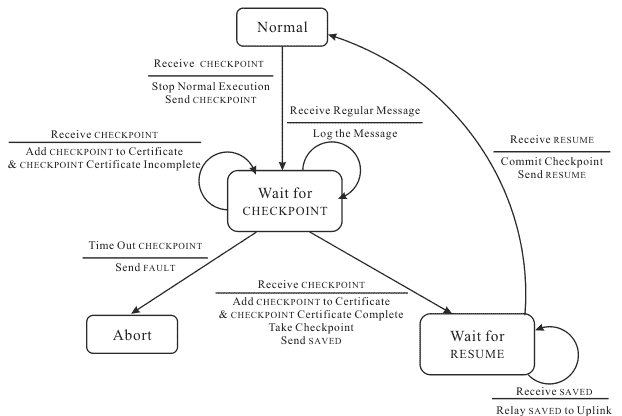 Normal
Receive CHECKPOINT
Stop Normal Execution
Send CHECKPOINT
Receive Regular Message
Log the Message
Receive CHECKPOINT
Add CHECKPOINT to Certificate
& CHECKPOINT Certificate Incomplete
Receive RESUME
Commit Checkpoint
Send RESUME
Wait for
CHECKPOINT
Time Out CHECKPOINT
Send FAULT
Receive CHECKPOINT
Add CHECKPOINT to Certificate
& CHECKPOINT Certificate Complete
Take Checkpoint
Send SAVED
Abort
Wait for
RESUME
Receive SAVED
Relay SAVED to Uplink